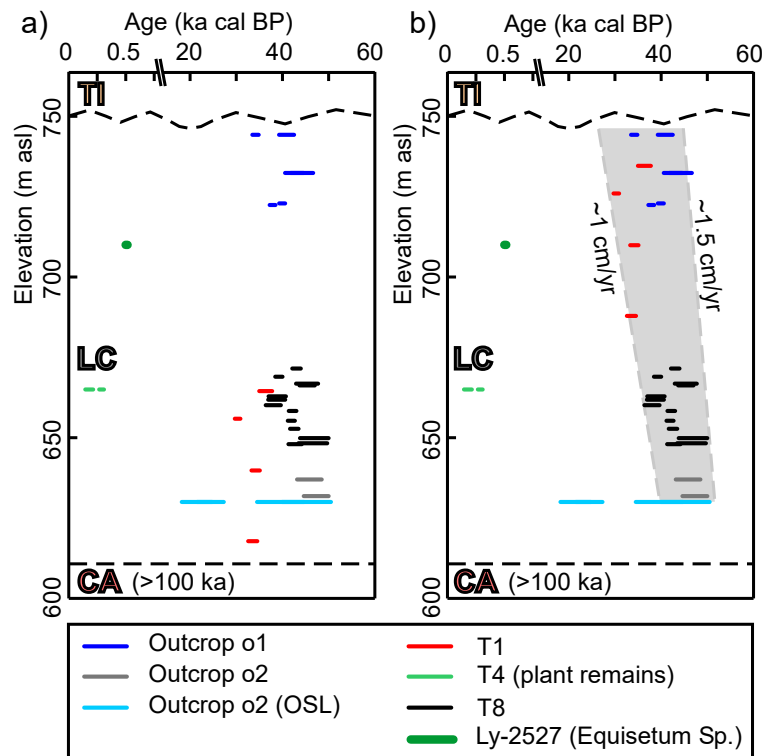 a)
Age (ka cal BP)
0 0.5 20 40 60
Elevation (m asl)
750
700
650
600
TI
LC
CA (>100 ka)
b)
Age (ka cal BP)
0 0.5 20 40 60
Elevation (m asl)
750
700
650
600
TI
~1 cm/yr
~1.5 cm/yr
LC
CA (>100 ka)
Outcrop o1
Outcrop o2
Outcrop o2 (OSL)
T1
T4 (plant remains)
T8
Ly-2527 (Equisetum Sp.)